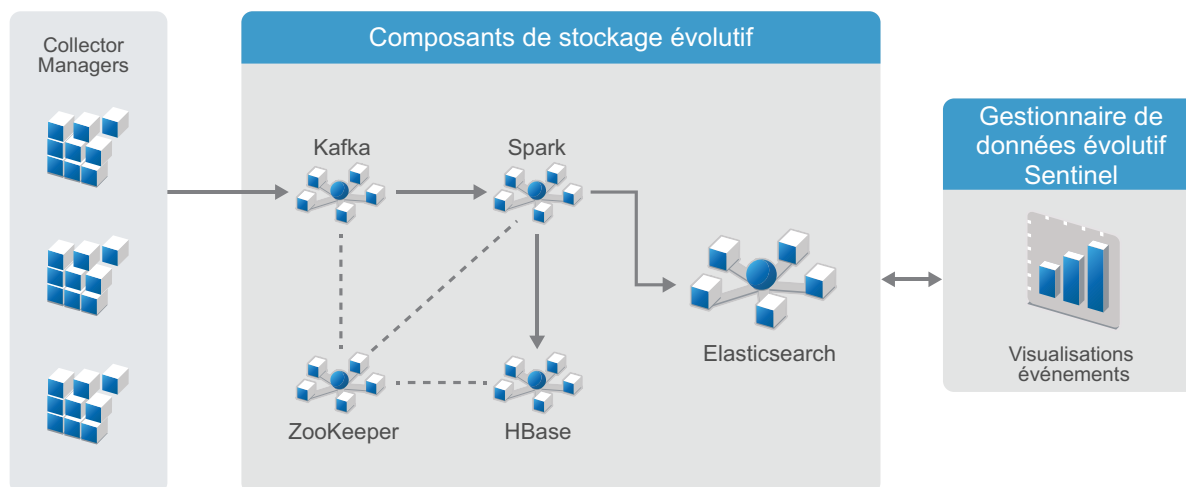 Collector
Managers
Composants de stockage évolutif
Kafka
Spark
ZooKeeper
HBase
Elasticsearch
Gestionnaire de
données évolutif
Sentinel
Visualisations
événements